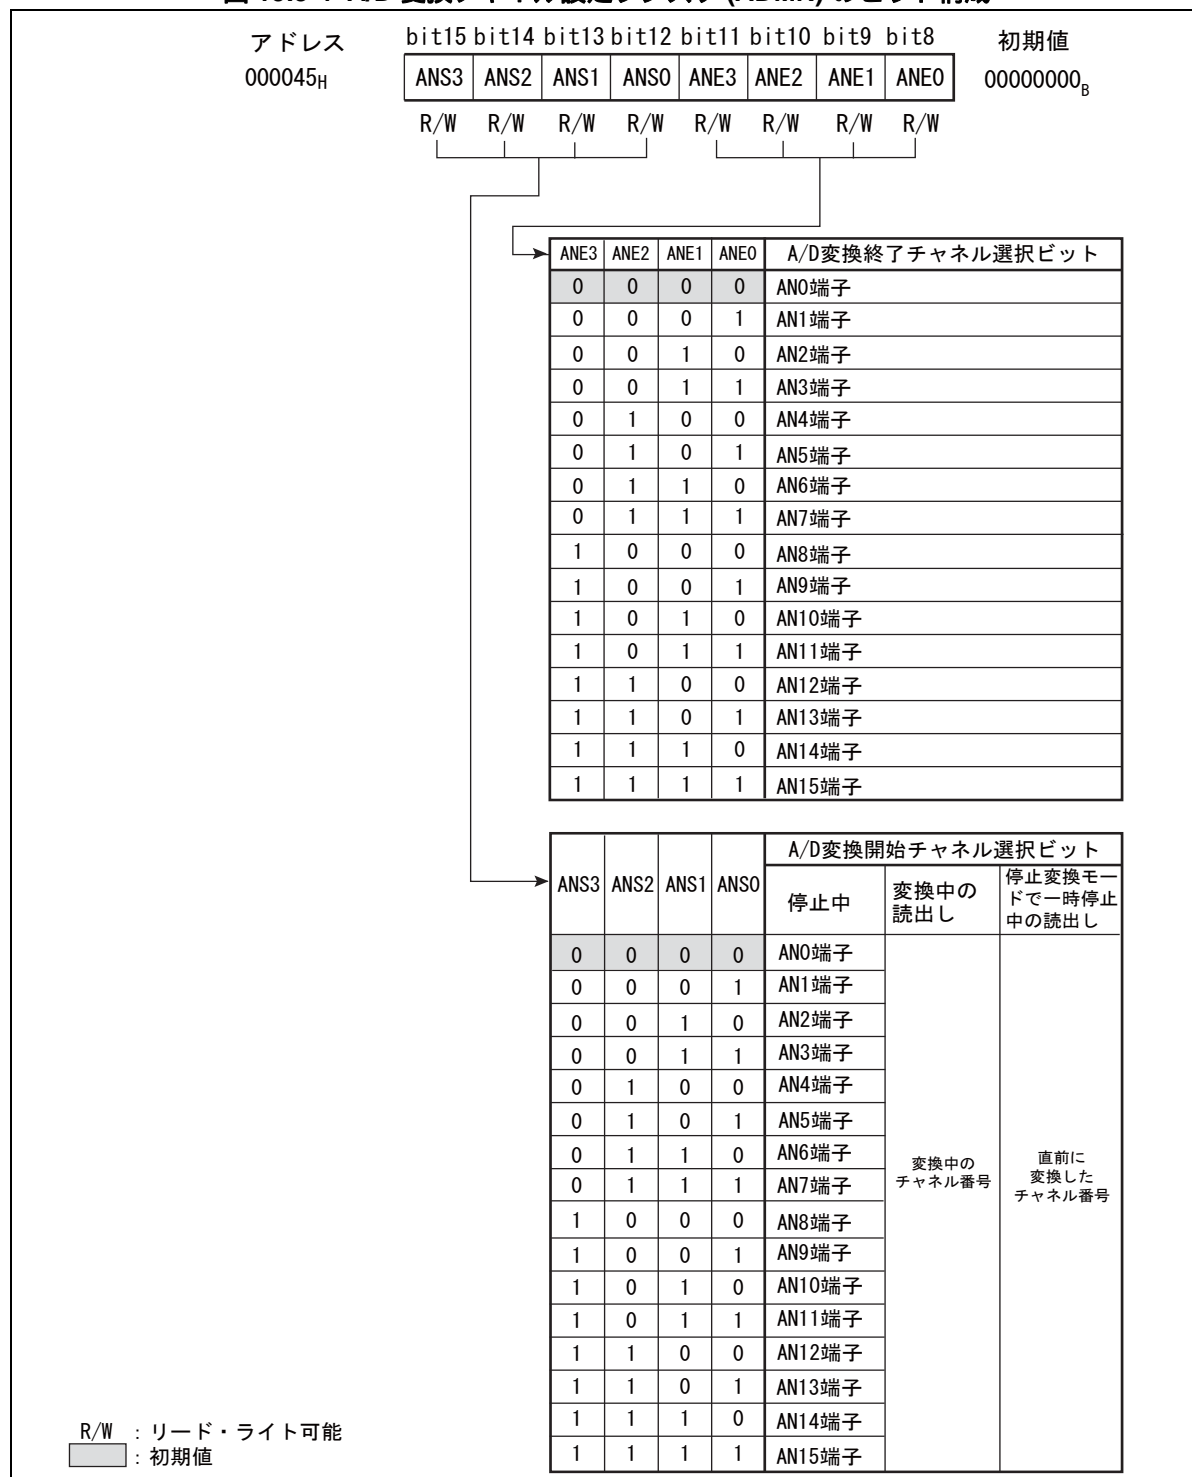 アドレス bit15 bit14 bit13 bit12 bit11 bit10 bit9 bit8 初期値
000045H ANS3 ANS2 ANS1 ANS0 ANE3 ANE2 ANE1 ANE0 00000000B
R/W R/W R/W R/W R/W R/W R/W R/W
ANE3 ANE2 ANE1 ANE0 A/D変換終了チャネル選択ビット
0 0 0 0 AN0端子
0 0 0 1 AN1端子
0 0 1 0 AN2端子
0 0 1 1 AN3端子
0 1 0 0 AN4端子
0 1 0 1 AN5端子
0 1 1 0 AN6端子
0 1 1 1 AN7端子
1 0 0 0 AN8端子
1 0 0 1 AN9端子
1 0 1 0 AN10端子
1 0 1 1 AN11端子
1 1 0 0 AN12端子
1 1 0 1 AN13端子
1 1 1 0 AN14端子
1 1 1 1 AN15端子
A/D変換開始チャネル選択ビット
ANS3 ANS2 ANS1 ANS0
停止中
変換中の
読出し
停止変換モー
ドで一時停止
中の読出し
0 0 0 0 AN0端子
0 0 0 1 AN1端子
0 0 1 0 AN2端子
0 0 1 1 AN3端子
0 1 0 0 AN4端子
0 1 0 1 AN5端子
0 1 1 0 AN6端子
0 1 1 1 AN7端子
1 0 0 0 AN8端子
1 0 0 1 AN9端子
1 0 1 0 AN10端子
1 0 1 1 AN11端子
1 1 0 0 AN12端子
1 1 0 1 AN13端子
1 1 1 0 AN14端子
1 1 1 1 AN15端子
変換中の
チャネル番号
直前に
変換した
チャネル番号
R/W : リード・ライト可能
: 初期値